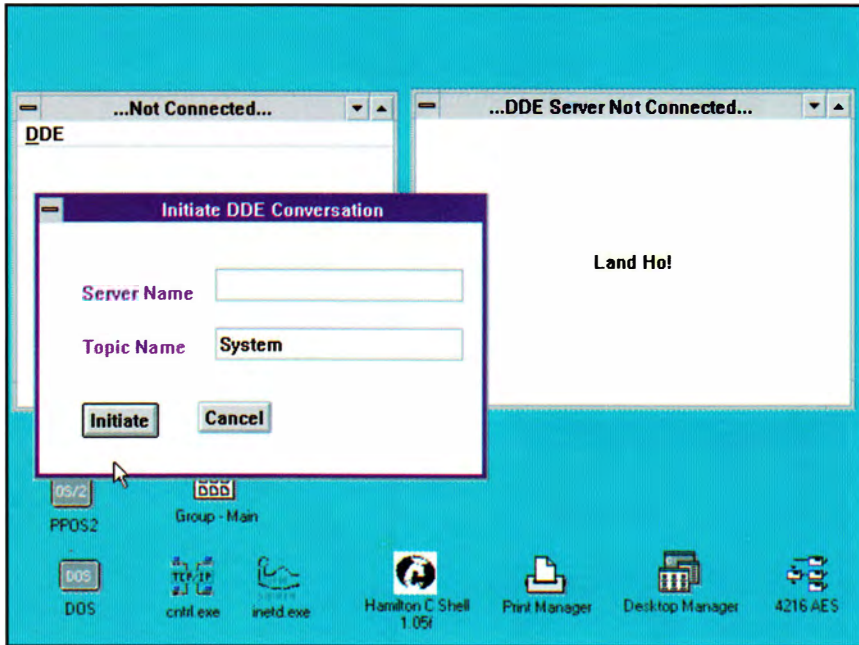 ...Not Connected...
DDE
...DDE Server Not Connected...
Land Ho!
Initiate DDE Conversation
Server Name
Topic Name
System
Initiate
Cancel
OS/2
PPOS2
Group - Main
DOS
DOS
TCP/IP
cntrl.exe
inetd.exe
Hamilton C Shell
1.05f
Print Manager
Desktop Manager
4216 AES